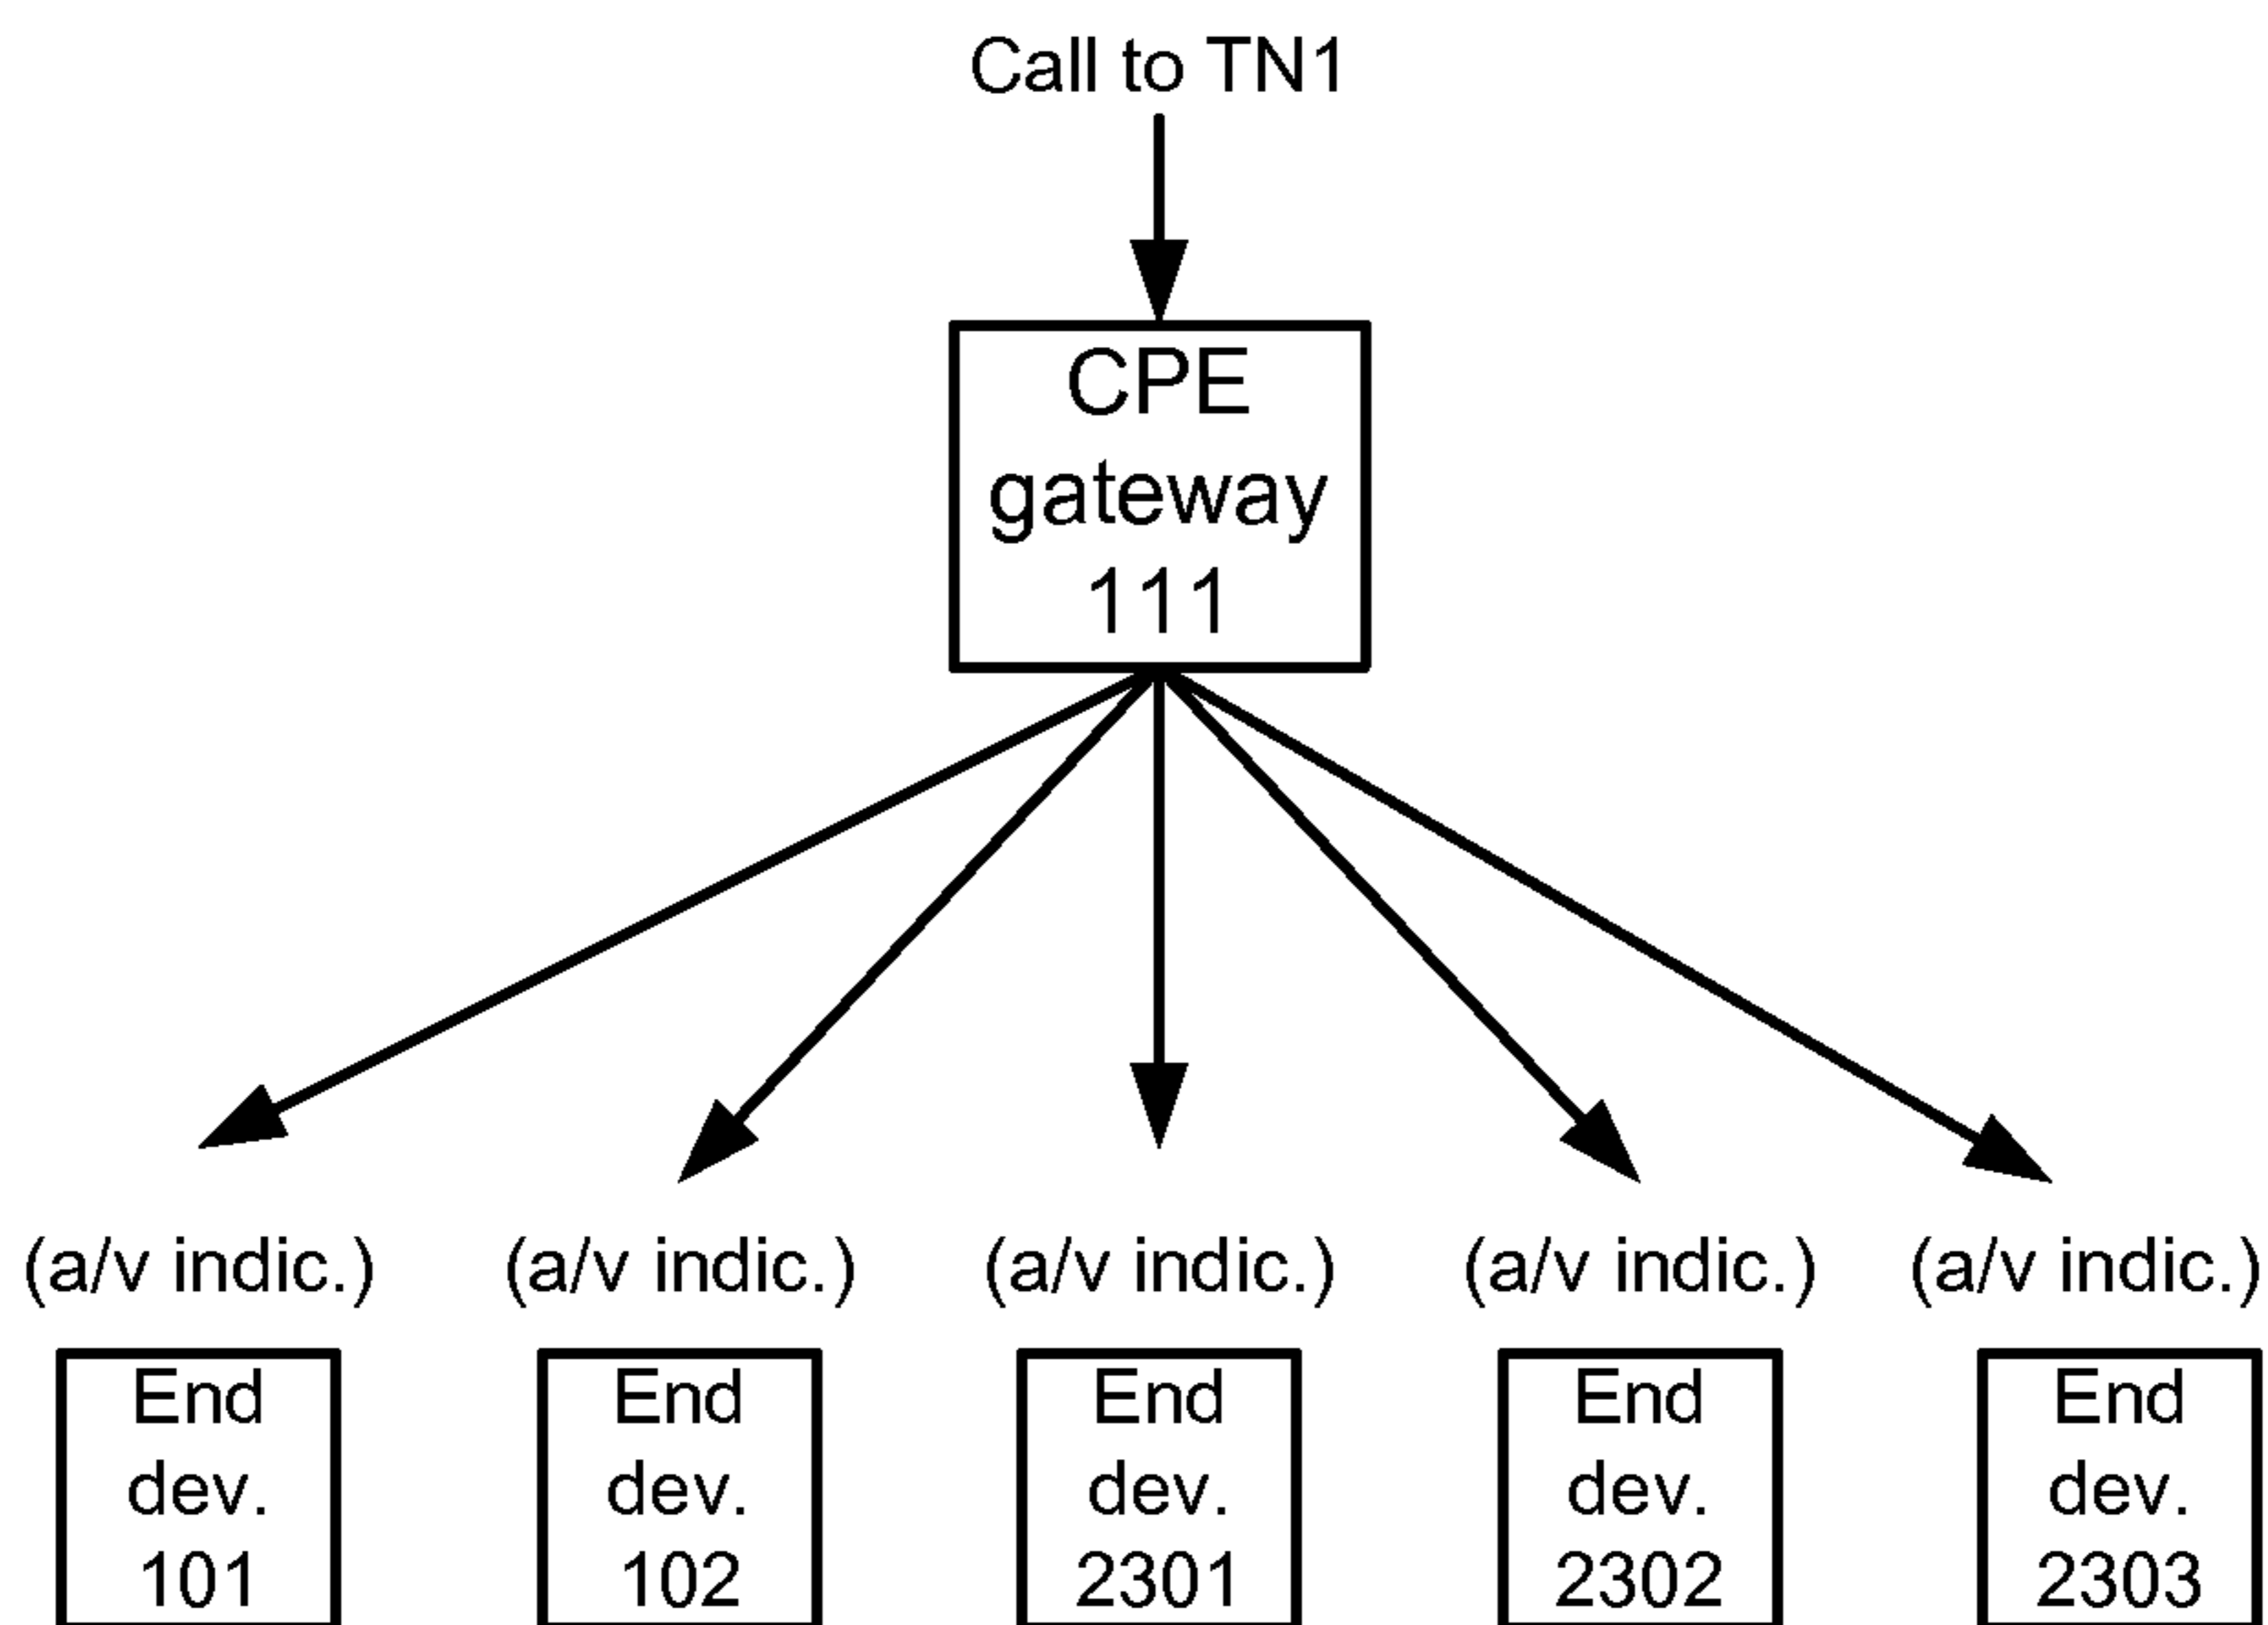 Call to TN1
CPE
gateway
111
(a/v indic.) (a/v indic.) (a/v indic.) (a/v indic.) (a/v indic.)
End
dev.
101
End
dev.
102
End
dev.
2301
End
dev.
2302
End
dev.
2303